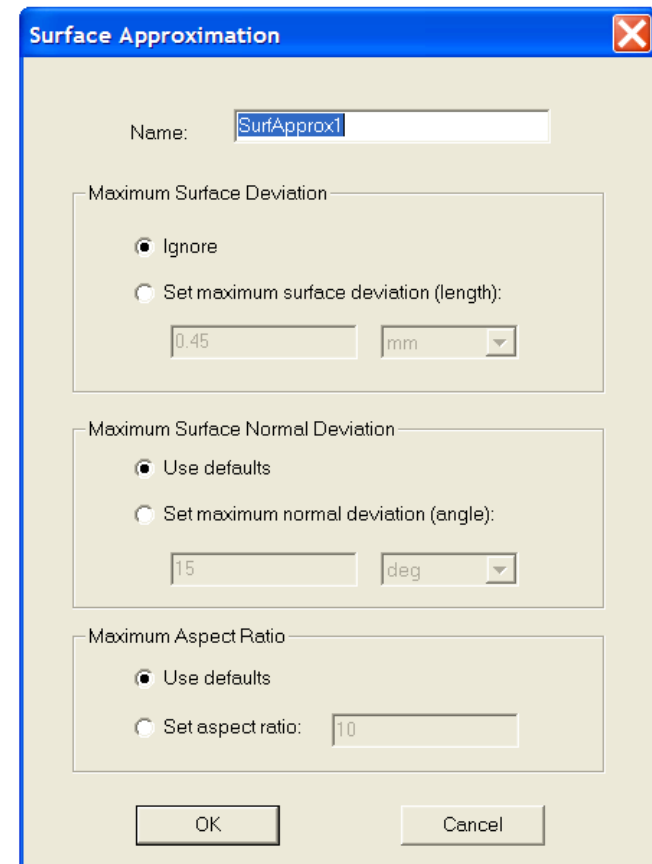 Surface Approximation
Name: SurfApprox1
Maximum Surface Deviation
Ignore
Set maximum surface deviation (length):
0.45 mm
Maximum Surface Normal Deviation
Use defaults
Set maximum normal deviation (angle):
15 deg
Maximum Aspect Ratio
Use defaults
Set aspect ratio: 10
OK Cancel